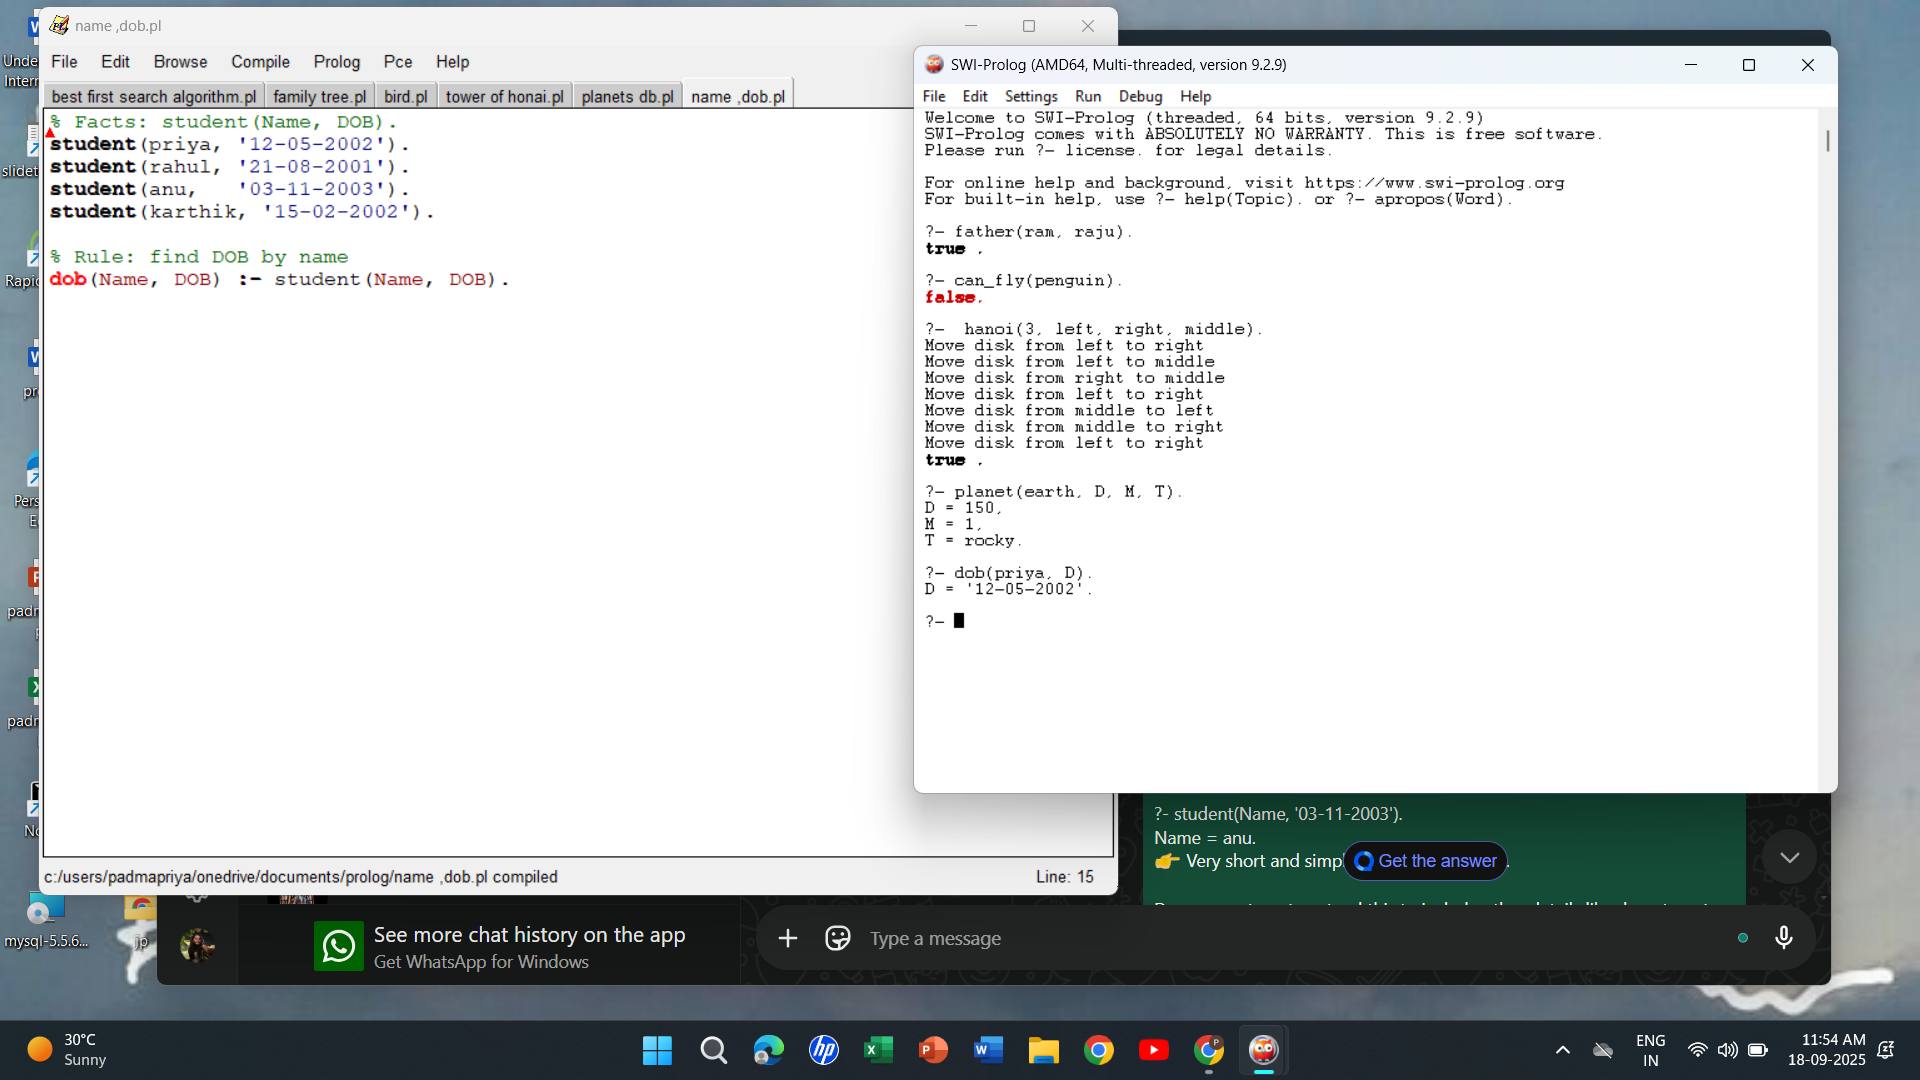 name ,dob.pl
File Edit Browse Compile Prolog Pce Help
best first search algorithm.pl family tree.pl bird.pl tower of honai.pl planets db.pl name ,dob.pl
% Facts: student(Name, DOB).
student(priya, '12-05-2002').
student(rahul, '21-08-2001').
student(anu,   '03-11-2003').
student(karthik, '15-02-2002').
% Rule: find DOB by name
dob(Name, DOB) :- student(Name, DOB).
c:/users/padmapriya/onedrive/documents/prolog/name ,dob.pl compiled
Line: 15
SWI-Prolog (AMD64, Multi-threaded, version 9.2.9)
File Edit Settings Run Debug Help
Welcome to SWI-Prolog (threaded, 64 bits, version 9.2.9)
SWI-Prolog comes with ABSOLUTELY NO WARRANTY. This is free software.
Please run ?- license. for legal details.
For online help and background, visit https://www.swi-prolog.org
For built-in help, use ?- help(Topic). or ?- apropos(Word).
?- father(ram, raju).
true .
?- can_fly(penguin).
false.
?-  hanoi(3, left, right, middle).
Move disk from left to right
Move disk from left to middle
Move disk from right to middle
Move disk from left to right
Move disk from middle to left
Move disk from middle to right
Move disk from left to right
true .
?- planet(earth, D, M, T).
D = 150,
M = 1,
T = rocky.
?- dob(priya, D).
D = '12-05-2002'.
?-
?- student(Name, '03-11-2003').
Name = anu.
Very short and simpl
Get the answer
See more chat history on the app
Get WhatsApp for Windows
Type a message
Unde
Intern
slidet
Rapid
pr
Pers
E
padm
p
padm
No
mysql-5.5.6...
jp
30°C
Sunny
ENG
IN
11:54 AM
18-09-2025